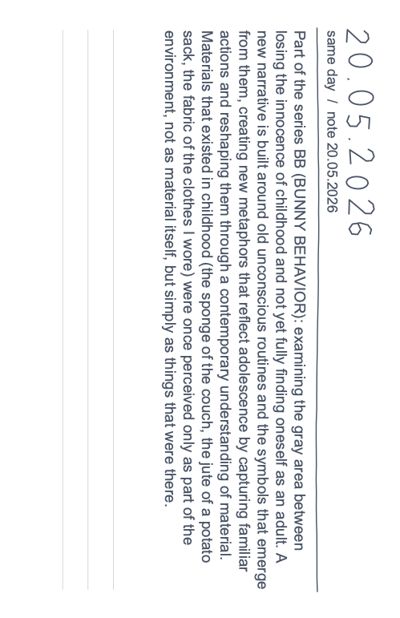 20.05.2026
same day / note 20.05.2026
Part of the series BB (BUNNY BEHAVIOR): examining the gray area between
losing the innocence of childhood and not yet fully finding oneself as an adult. A
new narrative is built around old unconscious routines and the symbols that emerge
from them, creating new metaphors that reflect adolescence by capturing familiar
actions and reshaping them through a contemporary understanding of material.
Materials that existed in childhood (the sponge of the couch, the jute of a potato
sack, the fabric of the clothes I wore) were once perceived only as part of the
environment, not as material itself, but simply as things that were there.